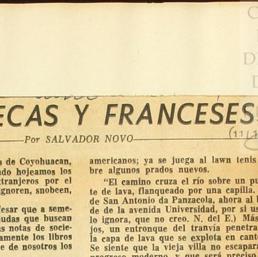 ECAS Y FRANCESES
Por SALVADOR NOVO
de Coyohuacan,
do hojeamos los
tranjeros por el
ignoren, snobeen,
esar que a seme-
udas que buscan
s notas de socie-
amente los libros
e de nosotros los
americanos; ya se juega al lawn tenis
bre algunos prados nuevos.
"El camino cruza el río sobre un pu
te de lava, flanqueado por una capilla.
de San Antonio da Panzacola, ahora al
de la avenida Universidad, por si us
lo ignora, que no creo. N. del E.) Más
jos, un entronque del tranvía penetra
la capa de lava que se explota en cant
Se siente que la vieja villa no escapar